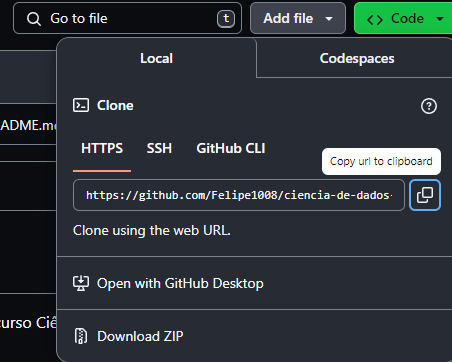 Go to file t Add file Code
Local Codespaces
ADME.m
Clone
HTTPS SSH GitHub CLI
Copy url to clipboard
https://github.com/Felipe1008/ciencia-de-dados-
Clone using the web URL.
Open with GitHub Desktop
urso Ciê
Download ZIP